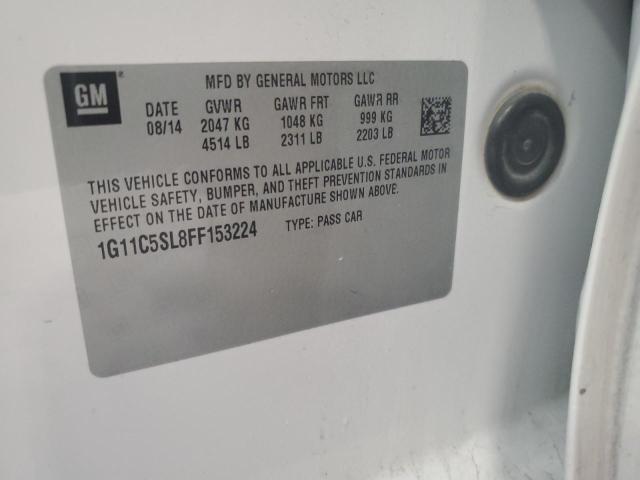 GM
MFD BY GENERAL MOTORS LLC
DATE GVWR GAWR FRT GAWR RR
08/14 2047 KG 1048 KG 999 KG
4514 LB 2311 LB 2203 LB
THIS VEHICLE CONFORMS TO ALL APPLICABLE U.S. FEDERAL MOTOR
VEHICLE SAFETY, BUMPER, AND THEFT PREVENTION STANDARDS IN
EFFECT ON THE DATE OF MANUFACTURE SHOWN ABOVE.
1G11C5SL8FF153224 TYPE: PASS CAR